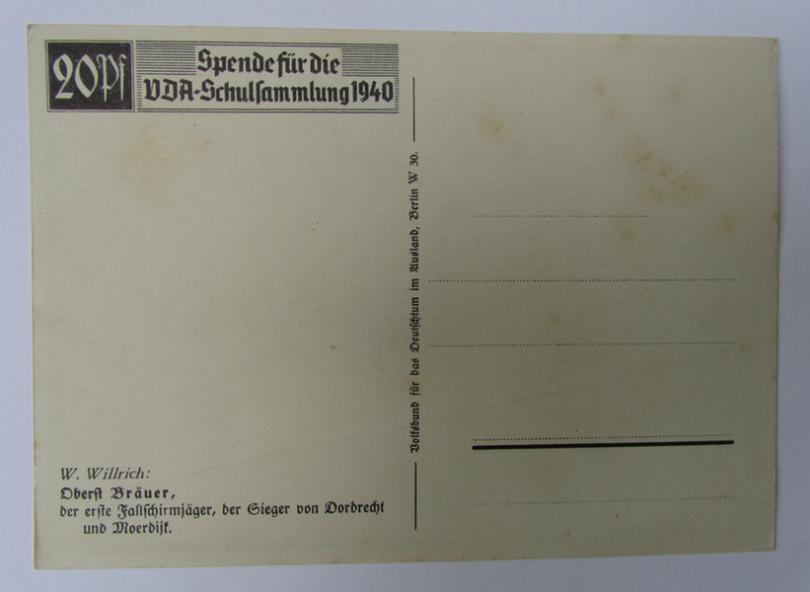 20Pf
Spende für die
VDA-Schulsammlung 1940
Volksbund für das Deutschtum im Ausland, Berlin W 30.
W. Willrich:
Oberst Bräuer,
der erste Fallschirmjäger, der Sieger von Dordrecht
und Moerdijk.